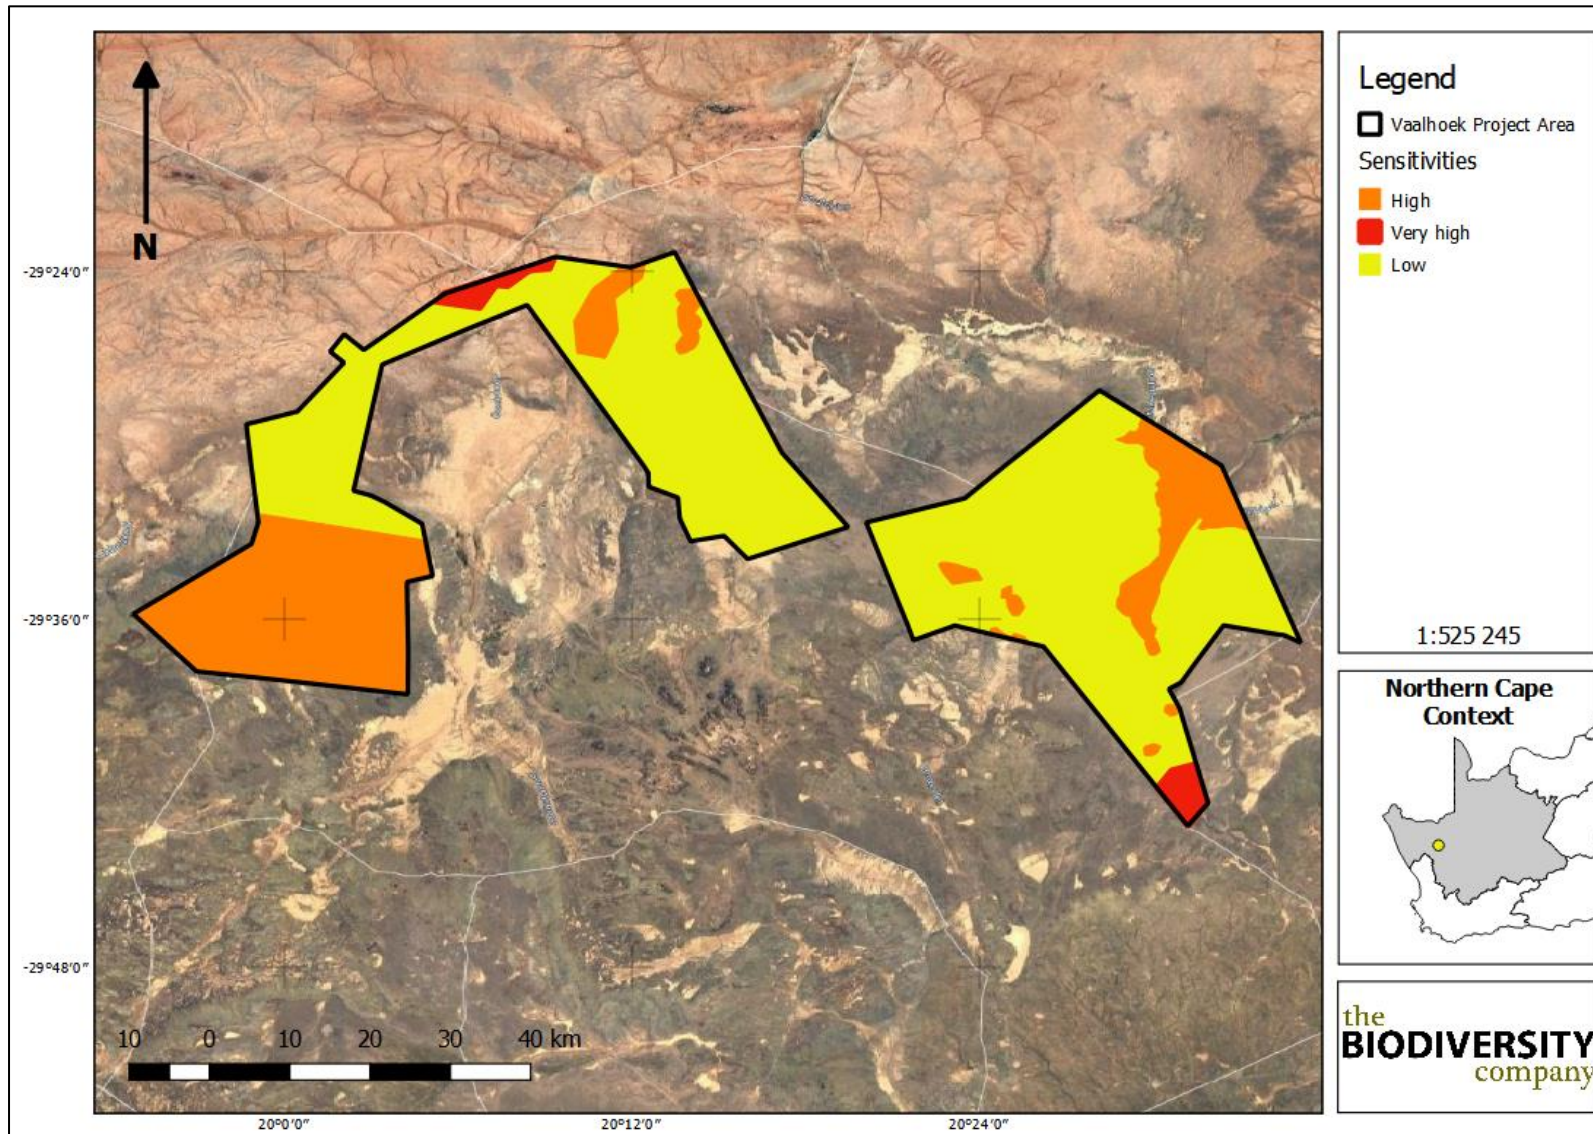 N
-29°24'0"
-29°36'0"
-29°48'0"
10 0 10 20 30 40 km
20°0'0"
20°12'0"
20°24'0"
Legend
Vaalhoek Project Area
Sensitivities
High
Very high
Low
1:525 245
Northern Cape
Context
the
BIODIVERSITY
company